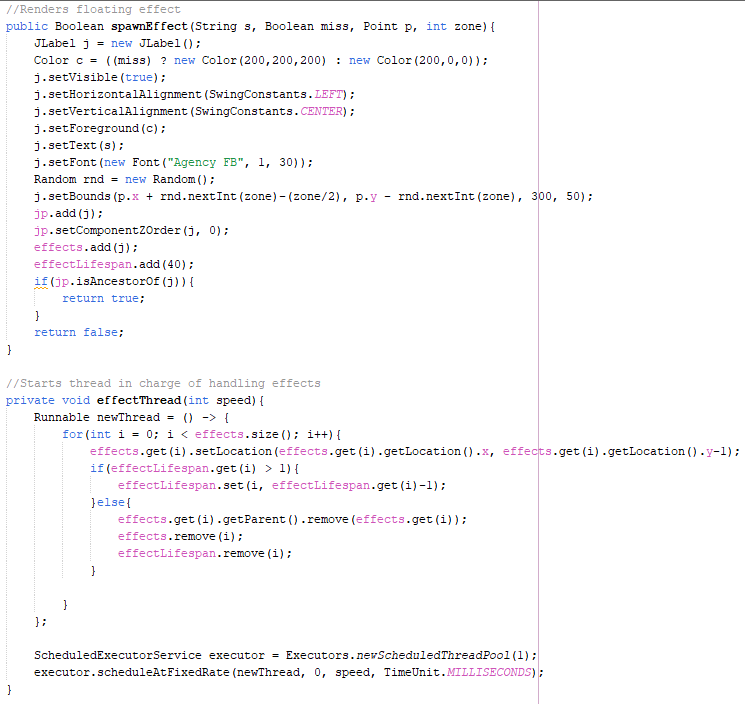 //Renders floating effect
public Boolean spawnEffect(String s, Boolean miss, Point p, int zone){
    JLabel j = new JLabel();
    Color c = ((miss) ? new Color(200,200,200) : new Color(200,0,0));
    j.setVisible(true);
    j.setHorizontalAlignment(SwingConstants.LEFT);
    j.setVerticalAlignment(SwingConstants.CENTER);
    j.setForeground(c);
    j.setText(s);
    j.setFont(new Font("Agency FB", 1, 30));
    Random rnd = new Random();
    j.setBounds(p.x + rnd.nextInt(zone)-(zone/2), p.y - rnd.nextInt(zone), 300, 50);
    jp.add(j);
    jp.setComponentZOrder(j, 0);
    effects.add(j);
    effectLifespan.add(40);
    if(jp.isAncestorOf(j)){
        return true;
    }
    return false;
}

//Starts thread in charge of handling effects
private void effectThread(int speed){
    Runnable newThread = () -> {
        for(int i = 0; i < effects.size(); i++){
            effects.get(i).setLocation(effects.get(i).getLocation().x, effects.get(i).getLocation().y-1);
            if(effectLifespan.get(i) > 1){
                effectLifespan.set(i, effectLifespan.get(i)-1);
            }else{
                effects.get(i).getParent().remove(effects.get(i));
                effects.remove(i);
                effectLifespan.remove(i);
            }

        }
    };

    ScheduledExecutorService executor = Executors.newScheduledThreadPool(1);
    executor.scheduleAtFixedRate(newThread, 0, speed, TimeUnit.MILLISECONDS);
}